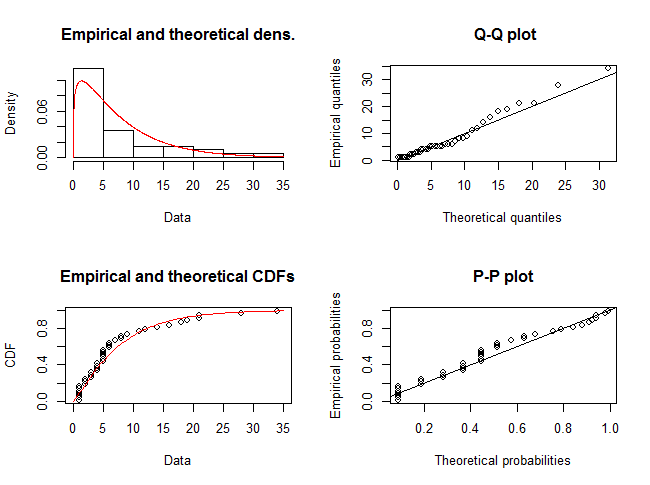 Empirical and theoretical dens.
Density
0.00 0.06
0 5 10 15 20 25 30 35
Data
Q-Q plot
Empirical quantiles
0 10 20 30
0 5 10 15 20 25 30
Theoretical quantiles
Empirical and theoretical CDFs
CDF
0.0 0.4 0.8
0 5 10 15 20 25 30 35
Data
P-P plot
Empirical probabilities
0.0 0.4 0.8
0.2 0.4 0.6 0.8 1.0
Theoretical probabilities